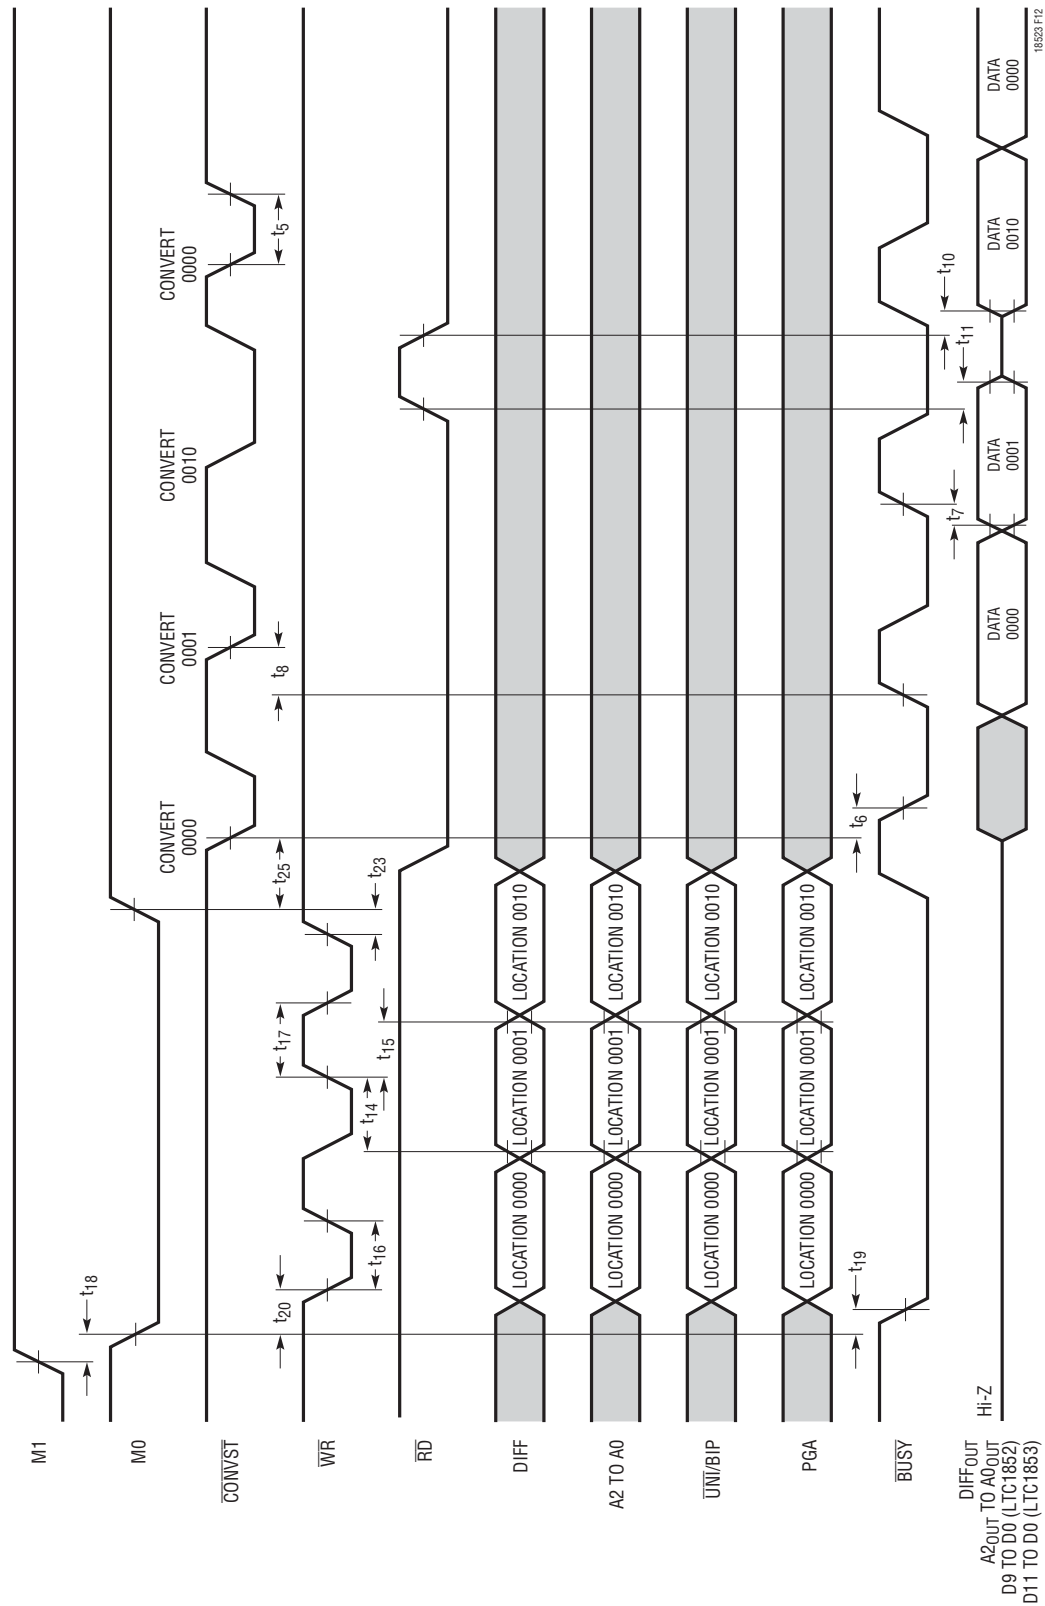 M1
t18
M0
CONVERT
0000
CONVERT
0001
CONVERT
0010
CONVERT
0000
CONVST
t25
t8
t5
WR
t20
t16
t17
t23
t14
t15
RD
DIFF
LOCATION 0000
LOCATION 0001
LOCATION 0010
A2 TO A0
LOCATION 0000
LOCATION 0001
LOCATION 0010
UNI/BIP
LOCATION 0000
LOCATION 0001
LOCATION 0010
PGA
LOCATION 0000
LOCATION 0001
LOCATION 0010
t19
t6
BUSY
t7
t11
t10
Hi-Z
DIFFOUT
A2OUT TO A0OUT
D9 TO D0 (LTC1852)
D11 TO D0 (LTC1853)
DATA
0000
DATA
0001
DATA
0010
DATA
0000
18523 F12